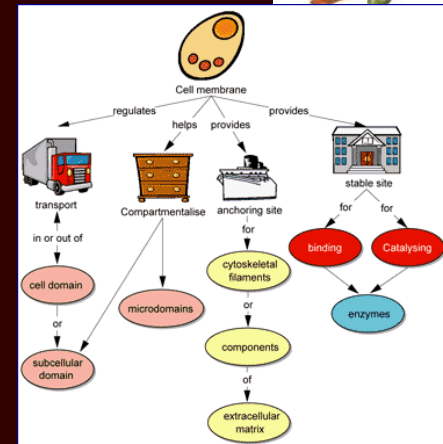 Cell membrane
regulates
helps
provides
provides
transport
Compartmentalise
anchoring site
stable site
in or out of
for
for
for
cell domain
microdomains
cytoskeletal
filaments
binding
Catalysing
or
or
enzymes
subcellular
domain
components
of
extracellular
matrix